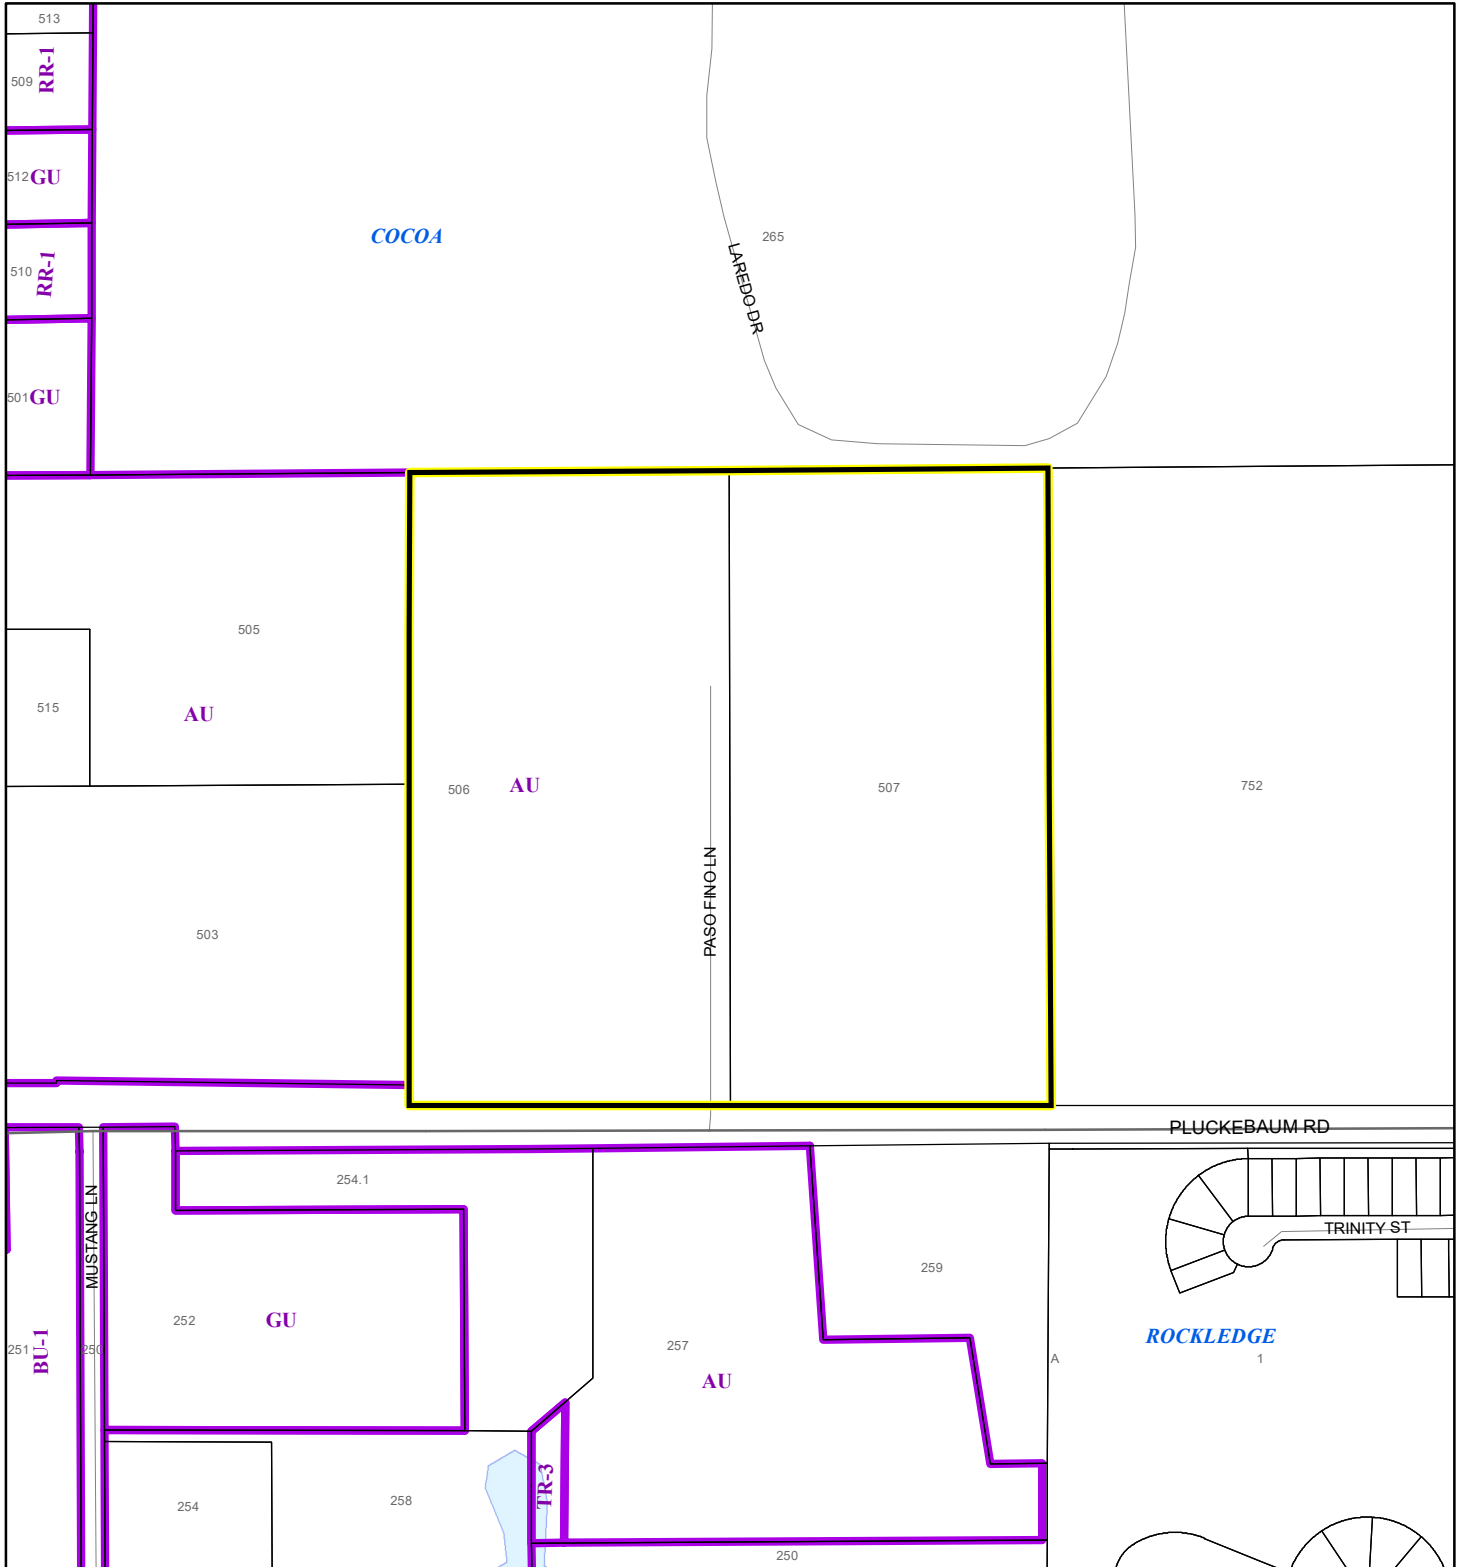 513
509
RR-1
512
GU
COCOA
265
510
RR-1
LAREDO DR
501
GU
505
515
AU
506
AU
507
752
PASO FINO LN
503
PLUCKEBAUM RD
254.1
MUSTANG LN
TRINITY ST
259
252
GU
ROCKLEDGE
251
BU-1
250
257
A
1
AU
TR-3
254
258
250